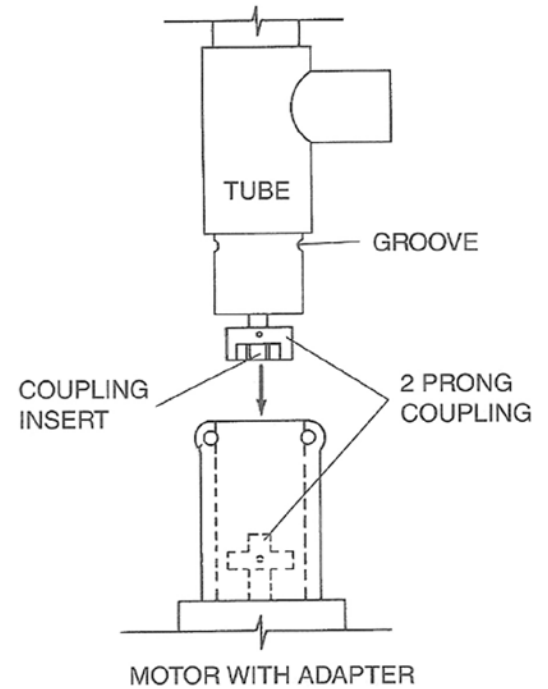 TUBE
GROOVE
COUPLING
INSERT
2 PRONG
COUPLING
MOTOR WITH ADAPTER